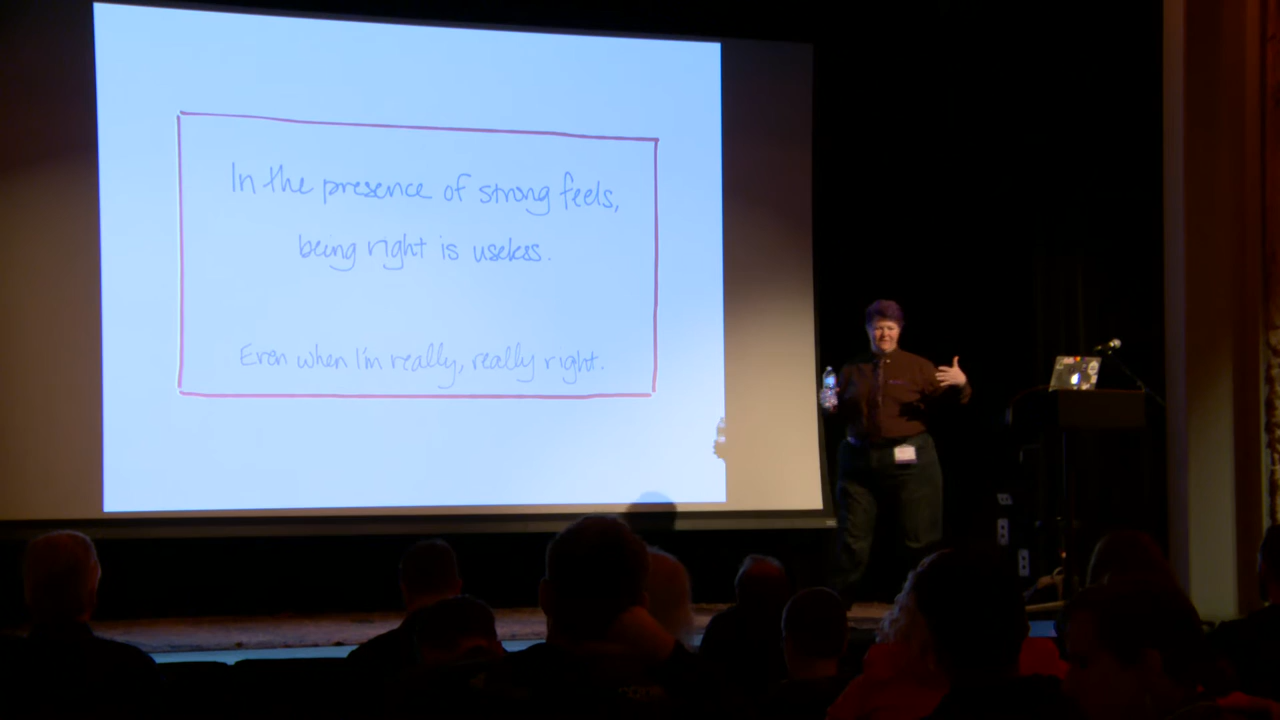 In the presence of strong feels,
being right is useless.
Even when I'm really, really right.